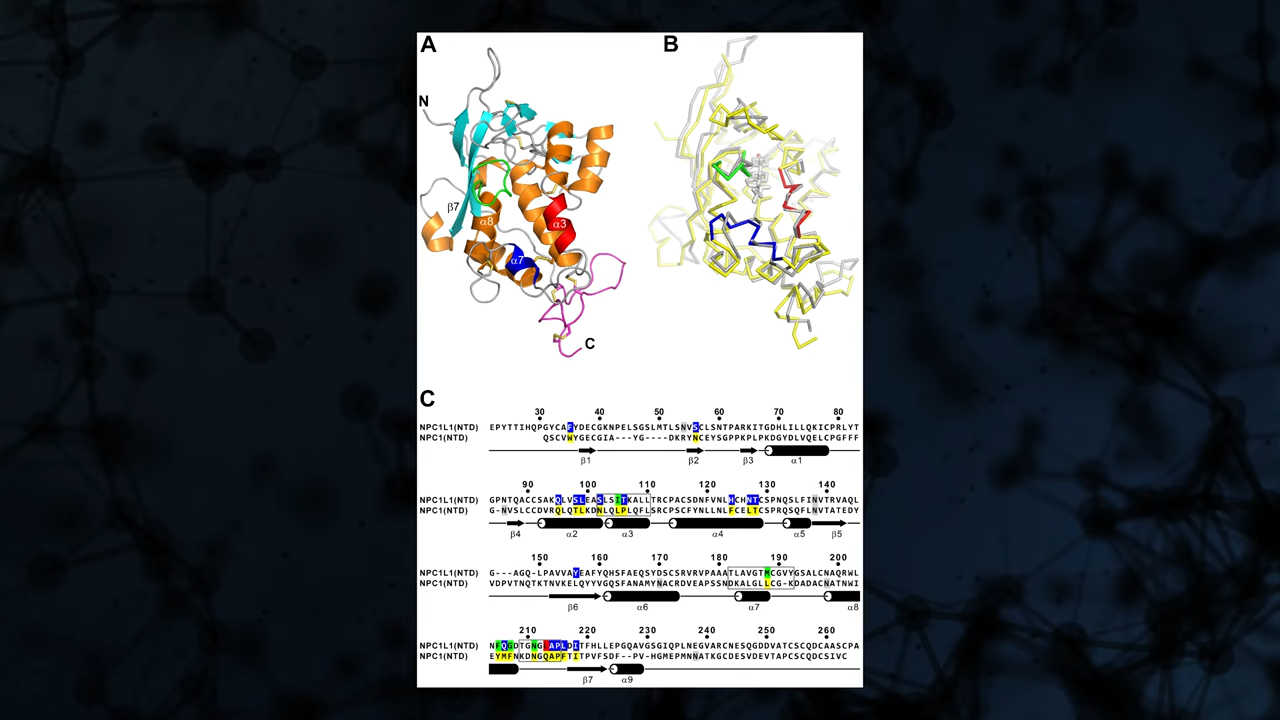 A
B
N
β7
α8
α3
α7
C
C
30 40 50 60 70 80
NPC1L1(NTD) EPYTTIHQPGYCAFYDECGKNPELSGSLMTLSNVSCLSNTPARKITGDHLILLQKICPRLYT
NPC1(NTD) QSCVWYGECGIA---YG--DKRYNCEYSGPPKPLPKDGYDLVQELCPGFFF
β1 β2 β3 α1
90 100 110 120 130 140
NPC1L1(NTD) GPNTQACCSAKQLVSLEASLSITKALLTRCPACSDNFVNLHCHNTCSPNQSLFINVTRVAQL
NPC1(NTD) G-NVSLCCDVRQLQTLKDNLQLPLQFLSRCPSCFYNLLNLFCELTCSPRQSQFLNVTATEDY
β4 α2 α3 α4 α5 β5
150 160 170 180 190 200
NPC1L1(NTD) G---AGQ-LPAVVAYEAFYQHSFAEQSYDSCSRVRVPAAATLAVGTMCGVYGSALCNAQRWL
NPC1(NTD) VDPVTNQTKTNVKELQYYVGQSFANAMYNACRDVEAPSSNDKALGLLCG-KDADACNATNWI
β6 α6 α7 α8
210 220 230 240 250 260
NPC1L1(NTD) NFQGDTGNGLAPLDITFHLLEPGQAVGSGIQPLNEGVARCNESQGDDVATCSCQDCAASCPA
NPC1(NTD) EYMFNKDNGQAPFTITPVFSDF--PV-HGMEPMNNATKGCDESVDEVTAPCSCQDCSIVC
β7 α9